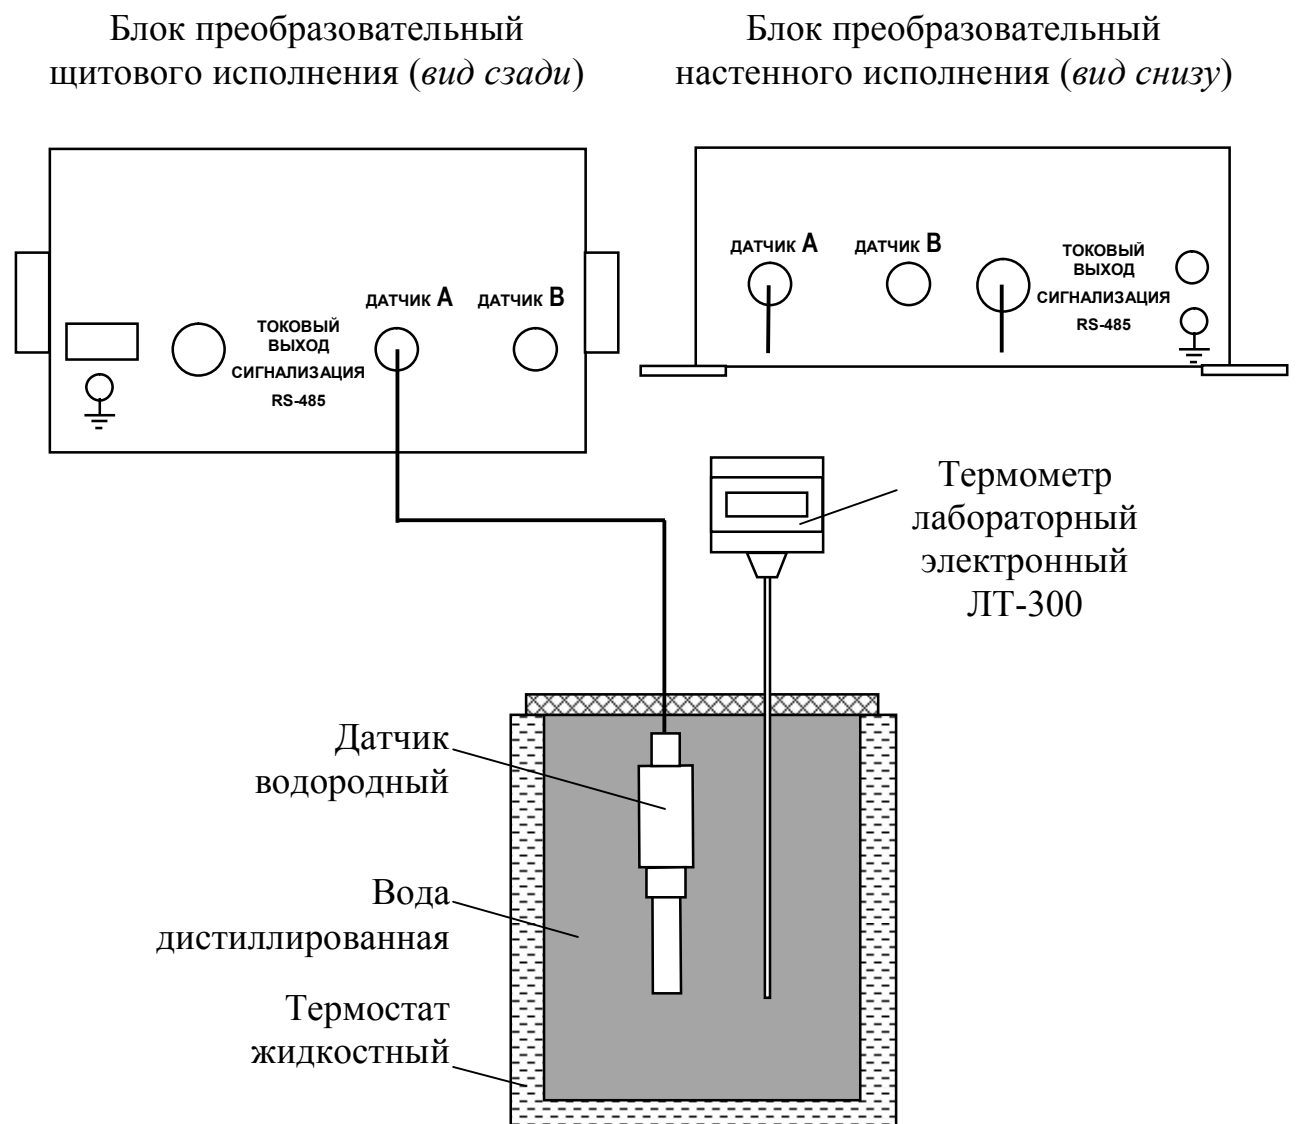 Блок преобразовательный
щитового исполнения (вид сзади)
Блок преобразовательный
настенного исполнения (вид снизу)
ДАТЧИК А
ДАТЧИК В
ТОКОВЫЙ
ВЫХОД
СИГНАЛИЗАЦИЯ
RS-485
ДАТЧИК А
ДАТЧИК В
ТОКОВЫЙ
ВЫХОД
СИГНАЛИЗАЦИЯ
RS-485
Термометр
лабораторный
электронный
ЛТ-300
Датчик
водородный
Вода
дистиллированная
Термостат
жидкостный